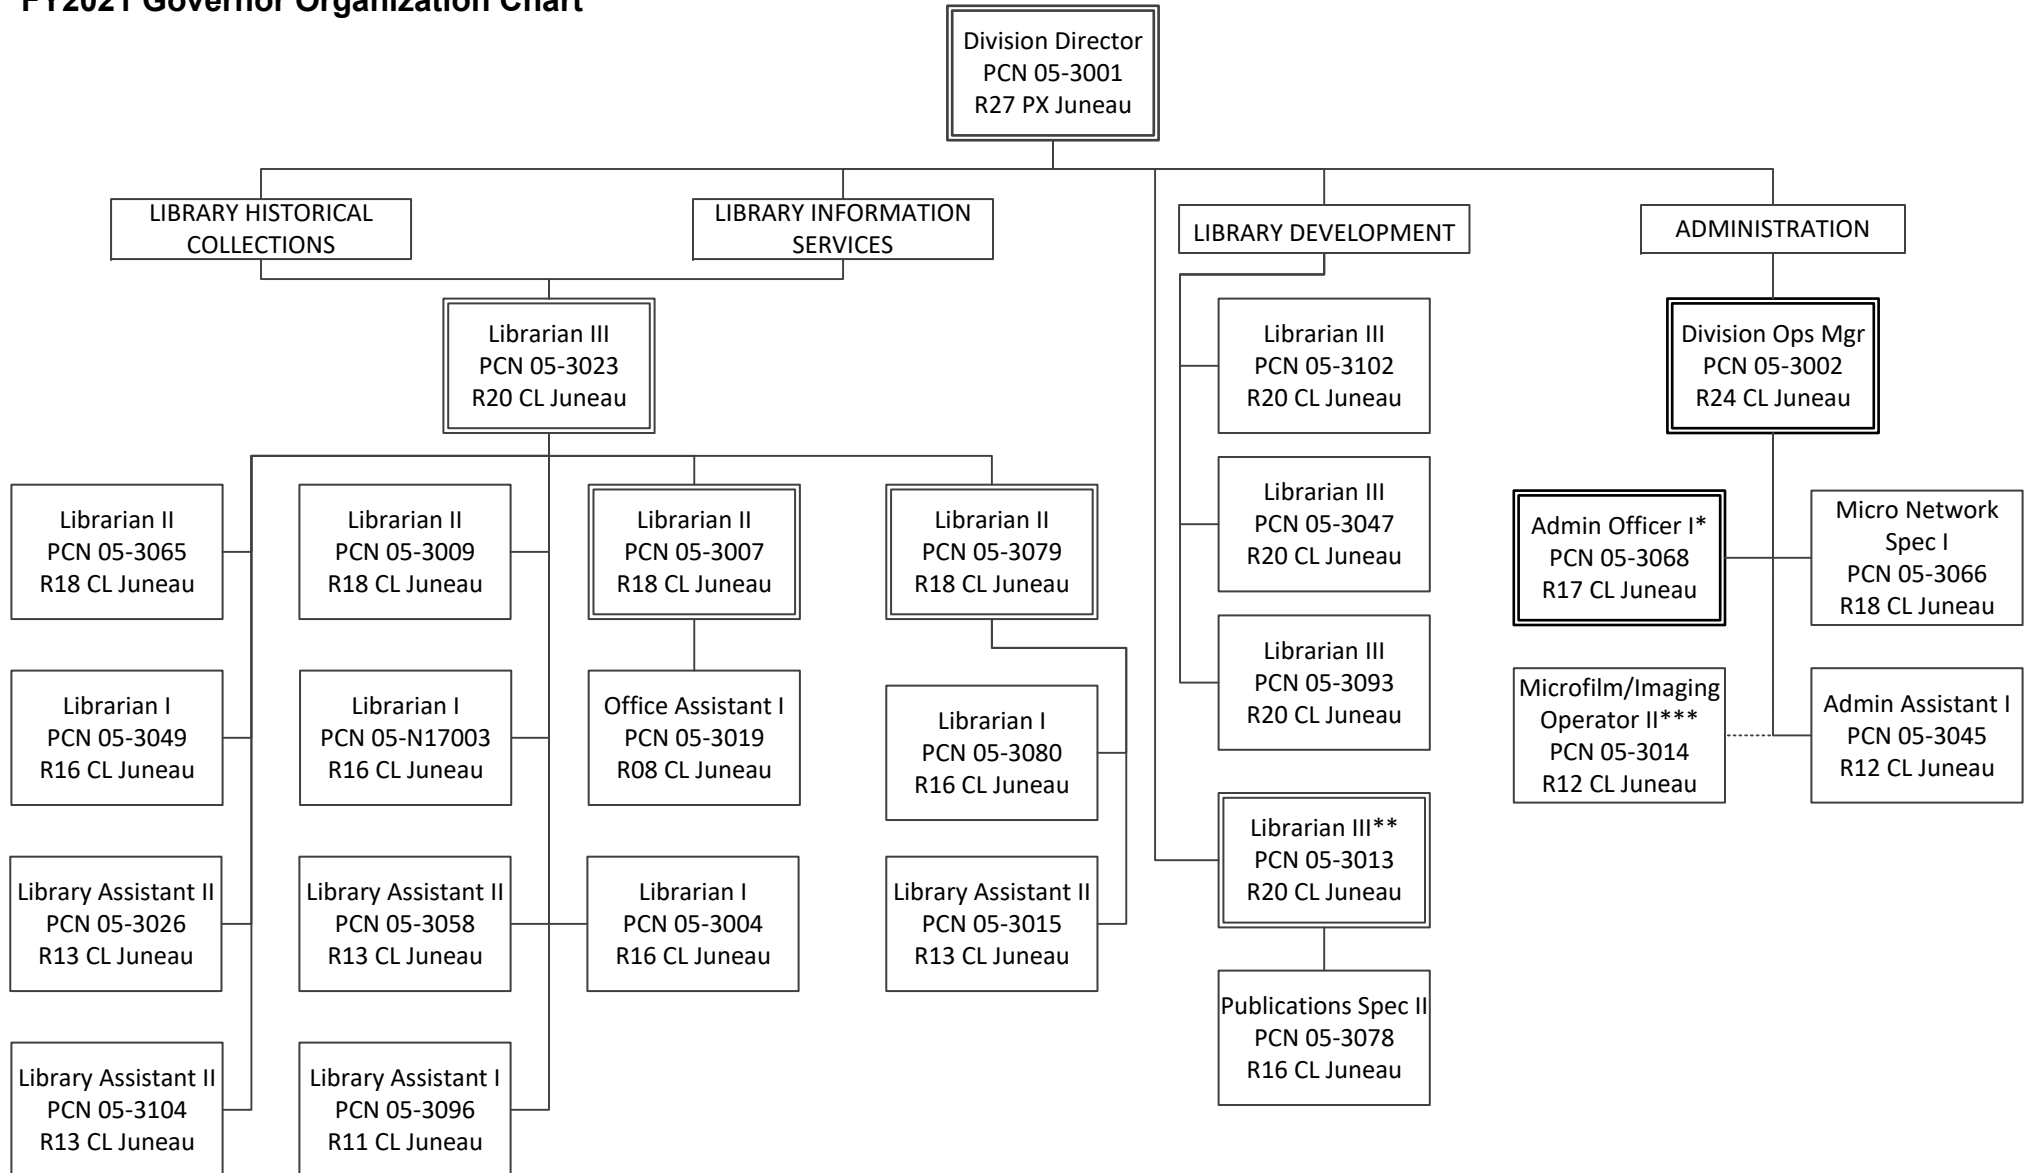 FY2021 Governor Organization Chart
Division Director
PCN 05-3001
R27 PX Juneau
LIBRARY HISTORICAL
COLLECTIONS
LIBRARY INFORMATION
SERVICES
LIBRARY DEVELOPMENT
ADMINISTRATION
Librarian III
PCN 05-3023
R20 CL Juneau
Librarian II
PCN 05-3065
R18 CL Juneau
Librarian I
PCN 05-3049
R16 CL Juneau
Library Assistant II
PCN 05-3026
R13 CL Juneau
Library Assistant II
PCN 05-3104
R13 CL Juneau
Librarian II
PCN 05-3009
R18 CL Juneau
Librarian I
PCN 05-N17003
R16 CL Juneau
Library Assistant II
PCN 05-3058
R13 CL Juneau
Library Assistant I
PCN 05-3096
R11 CL Juneau
Librarian II
PCN 05-3007
R18 CL Juneau
Office Assistant I
PCN 05-3019
R08 CL Juneau
Librarian I
PCN 05-3004
R16 CL Juneau
Librarian II
PCN 05-3079
R18 CL Juneau
Librarian I
PCN 05-3080
R16 CL Juneau
Library Assistant II
PCN 05-3015
R13 CL Juneau
Librarian III
PCN 05-3102
R20 CL Juneau
Librarian III
PCN 05-3047
R20 CL Juneau
Librarian III
PCN 05-3093
R20 CL Juneau
Librarian III**
PCN 05-3013
R20 CL Juneau
Publications Spec II
PCN 05-3078
R16 CL Juneau
Division Ops Mgr
PCN 05-3002
R24 CL Juneau
Admin Officer I*
PCN 05-3068
R17 CL Juneau
Micro Network
Spec I
PCN 05-3066
R18 CL Juneau
Microfilm/Imaging
Operator II***
PCN 05-3014
R12 CL Juneau
Admin Assistant I
PCN 05-3045
R12 CL Juneau